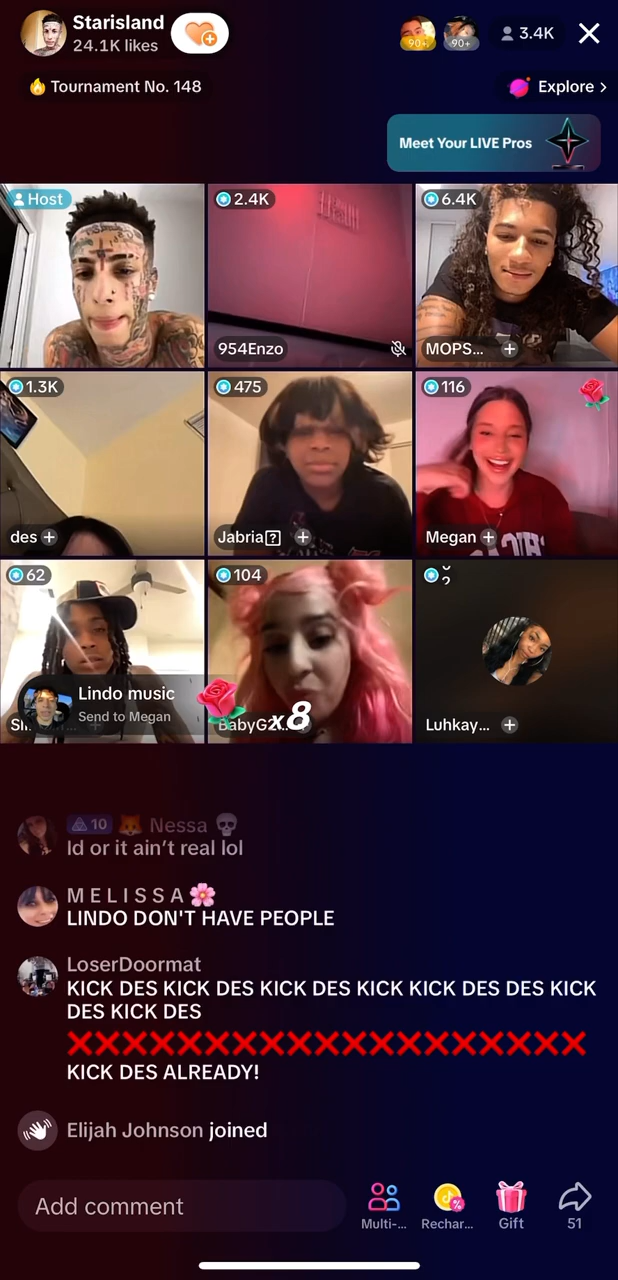 Starisland
24.1K likes
90+
90+
3.4K
Tournament No. 148
Explore >
Meet Your LIVE Pros
Host
2.4K
6.4K
954Enzo
MOPS...
1.3K
475
116
des
Jabria
Megan
62
104
Lindo music
Send to Megan
x8
Luhkay...
10 🦊 Nessa 💀
ld or it ain't real lol
M E L I S S A 🌸
LINDO DON'T HAVE PEOPLE
LoserDoormat
KICK DES KICK DES KICK DES KICK KICK DES DES KICK
DES KICK DES
❌❌❌❌❌❌❌❌❌❌❌❌❌❌❌❌❌❌❌
KICK DES ALREADY!
Elijah Johnson joined
Add comment
Multi-...
Rechar...
Gift
51